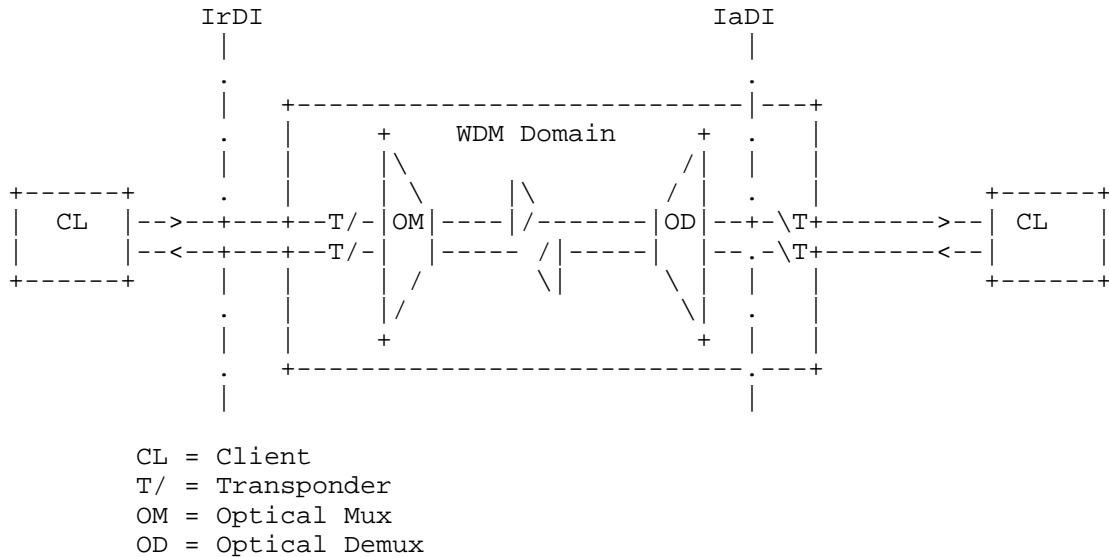 IrDI IaDI
WDM Domain
CL T/ OM OD \T CL
T/ \T
CL = Client
T/ = Transponder
OM = Optical Mux
OD = Optical Demux